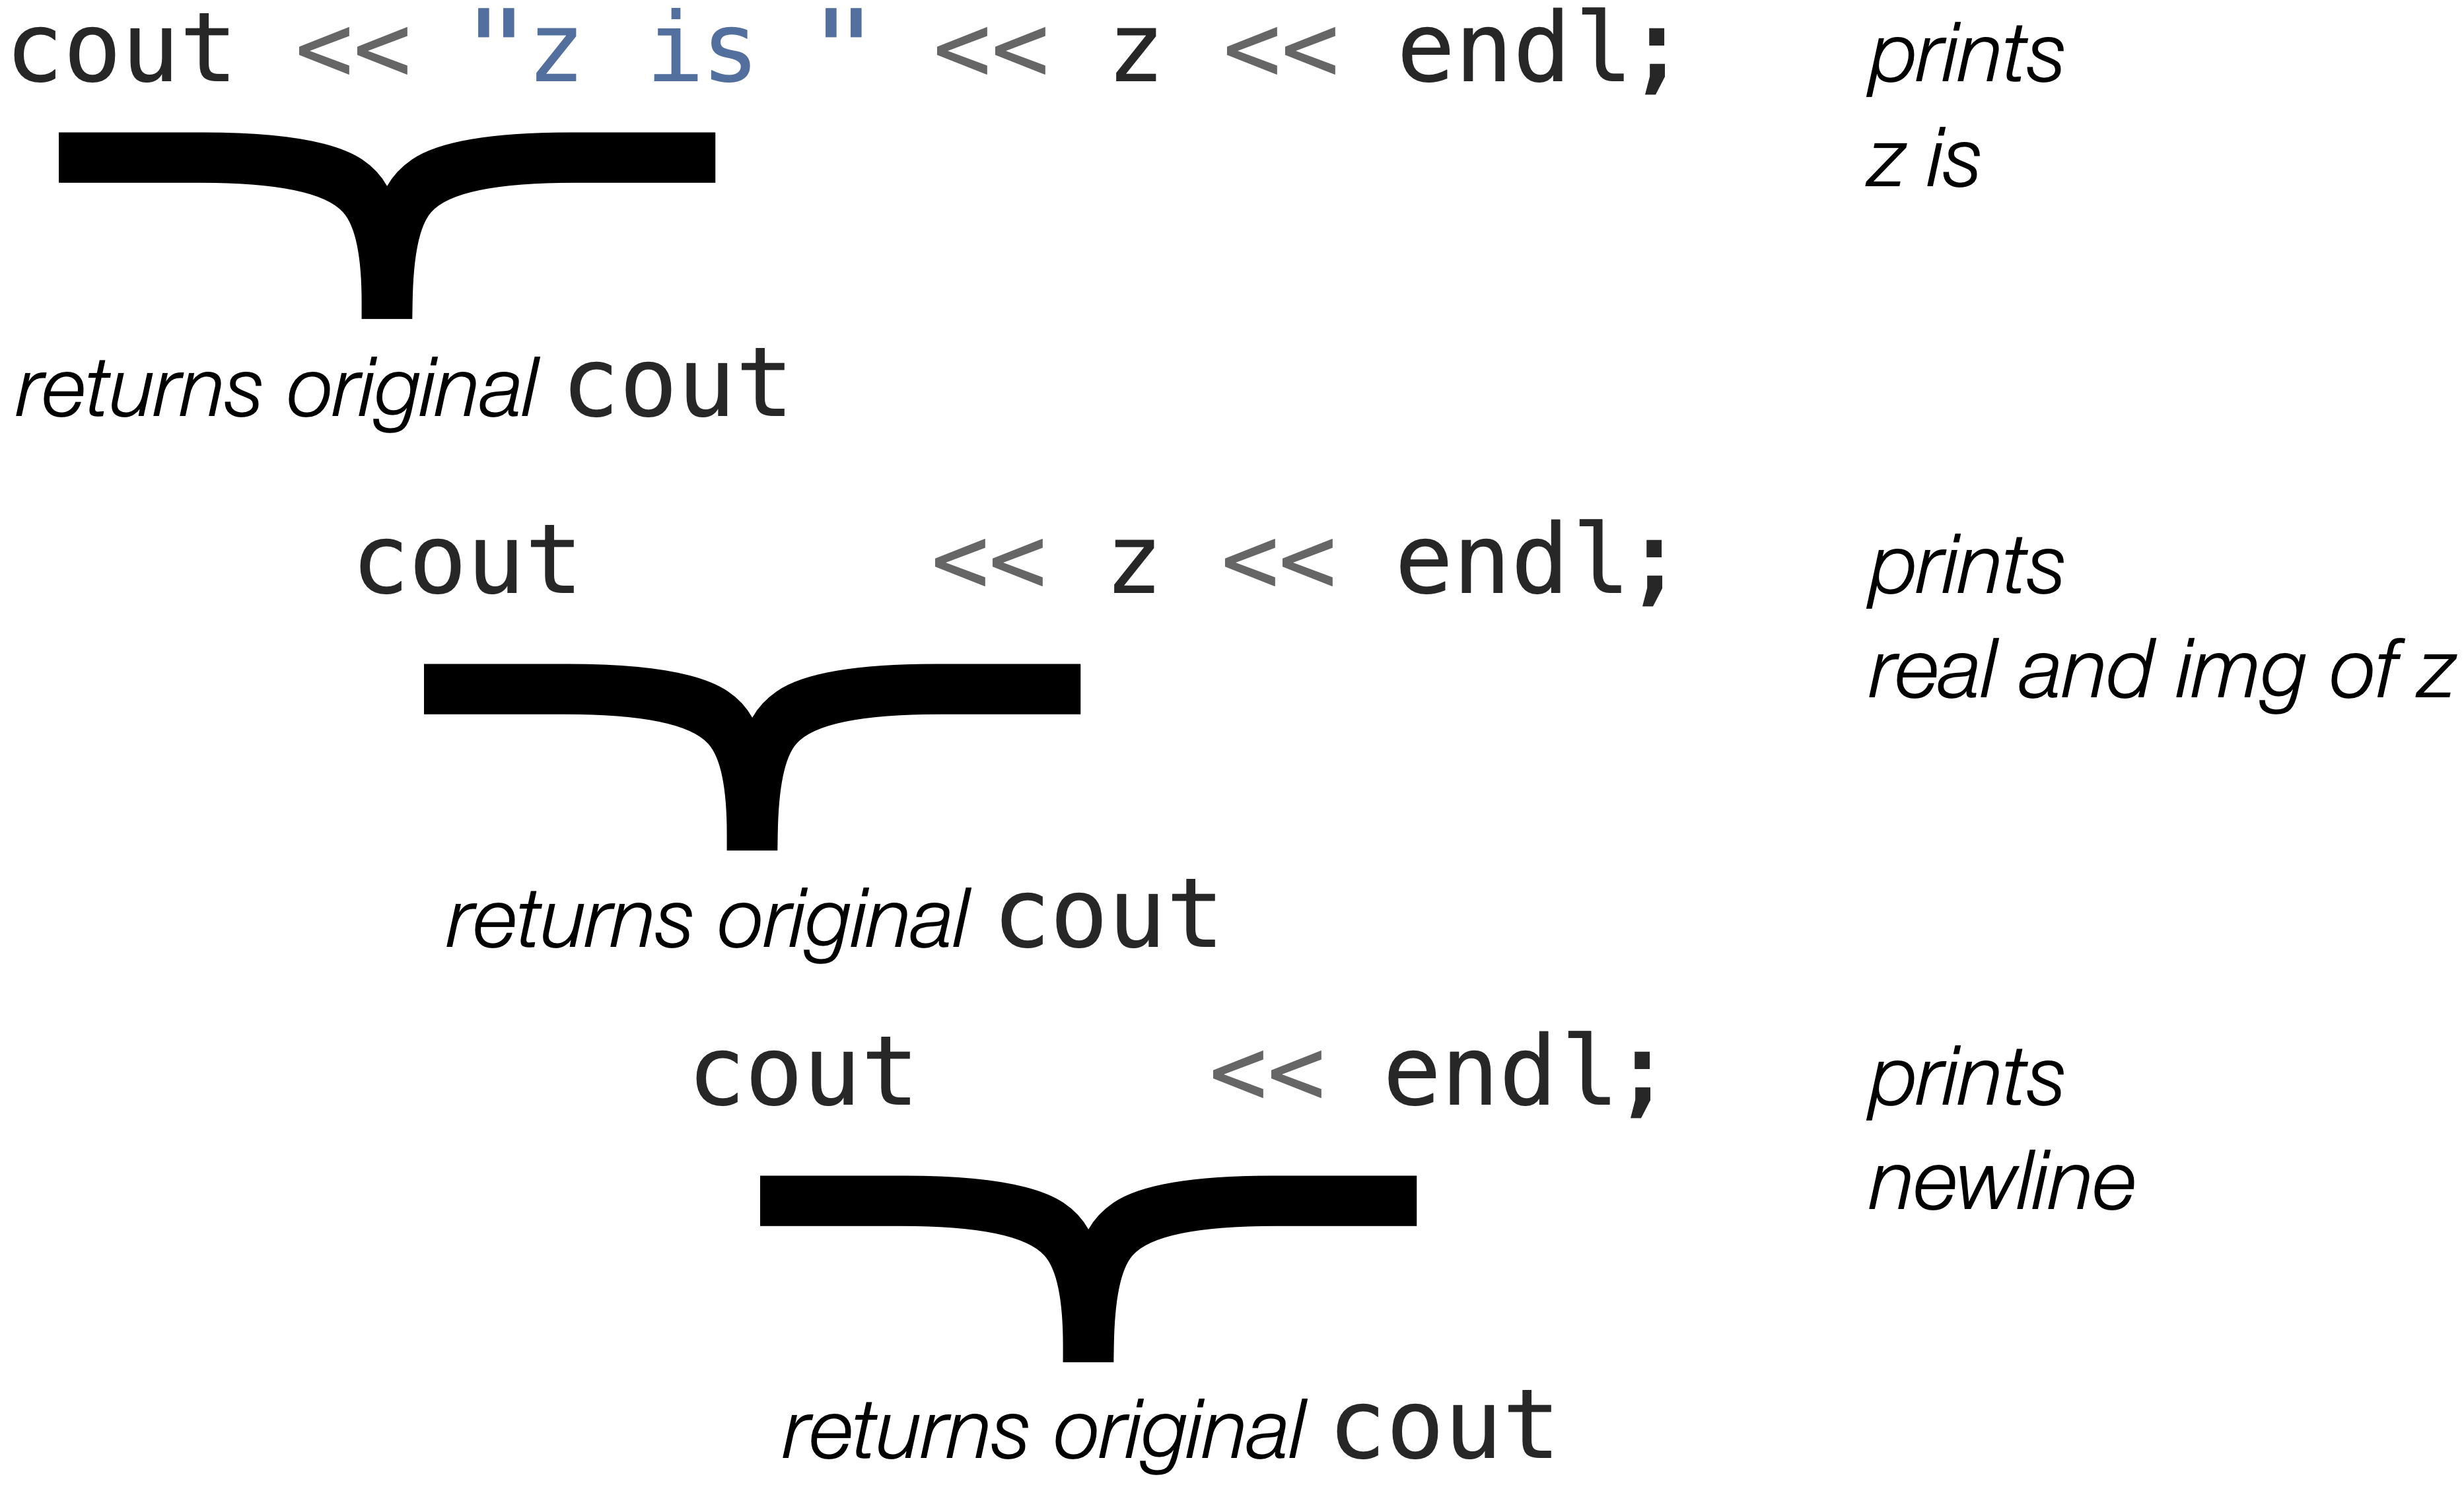 cout << "z is " << z << endl; prints
z is
returns original cout
cout << z << endl; prints
real and img of z
returns original cout
cout << endl; prints
newline
returns original cout